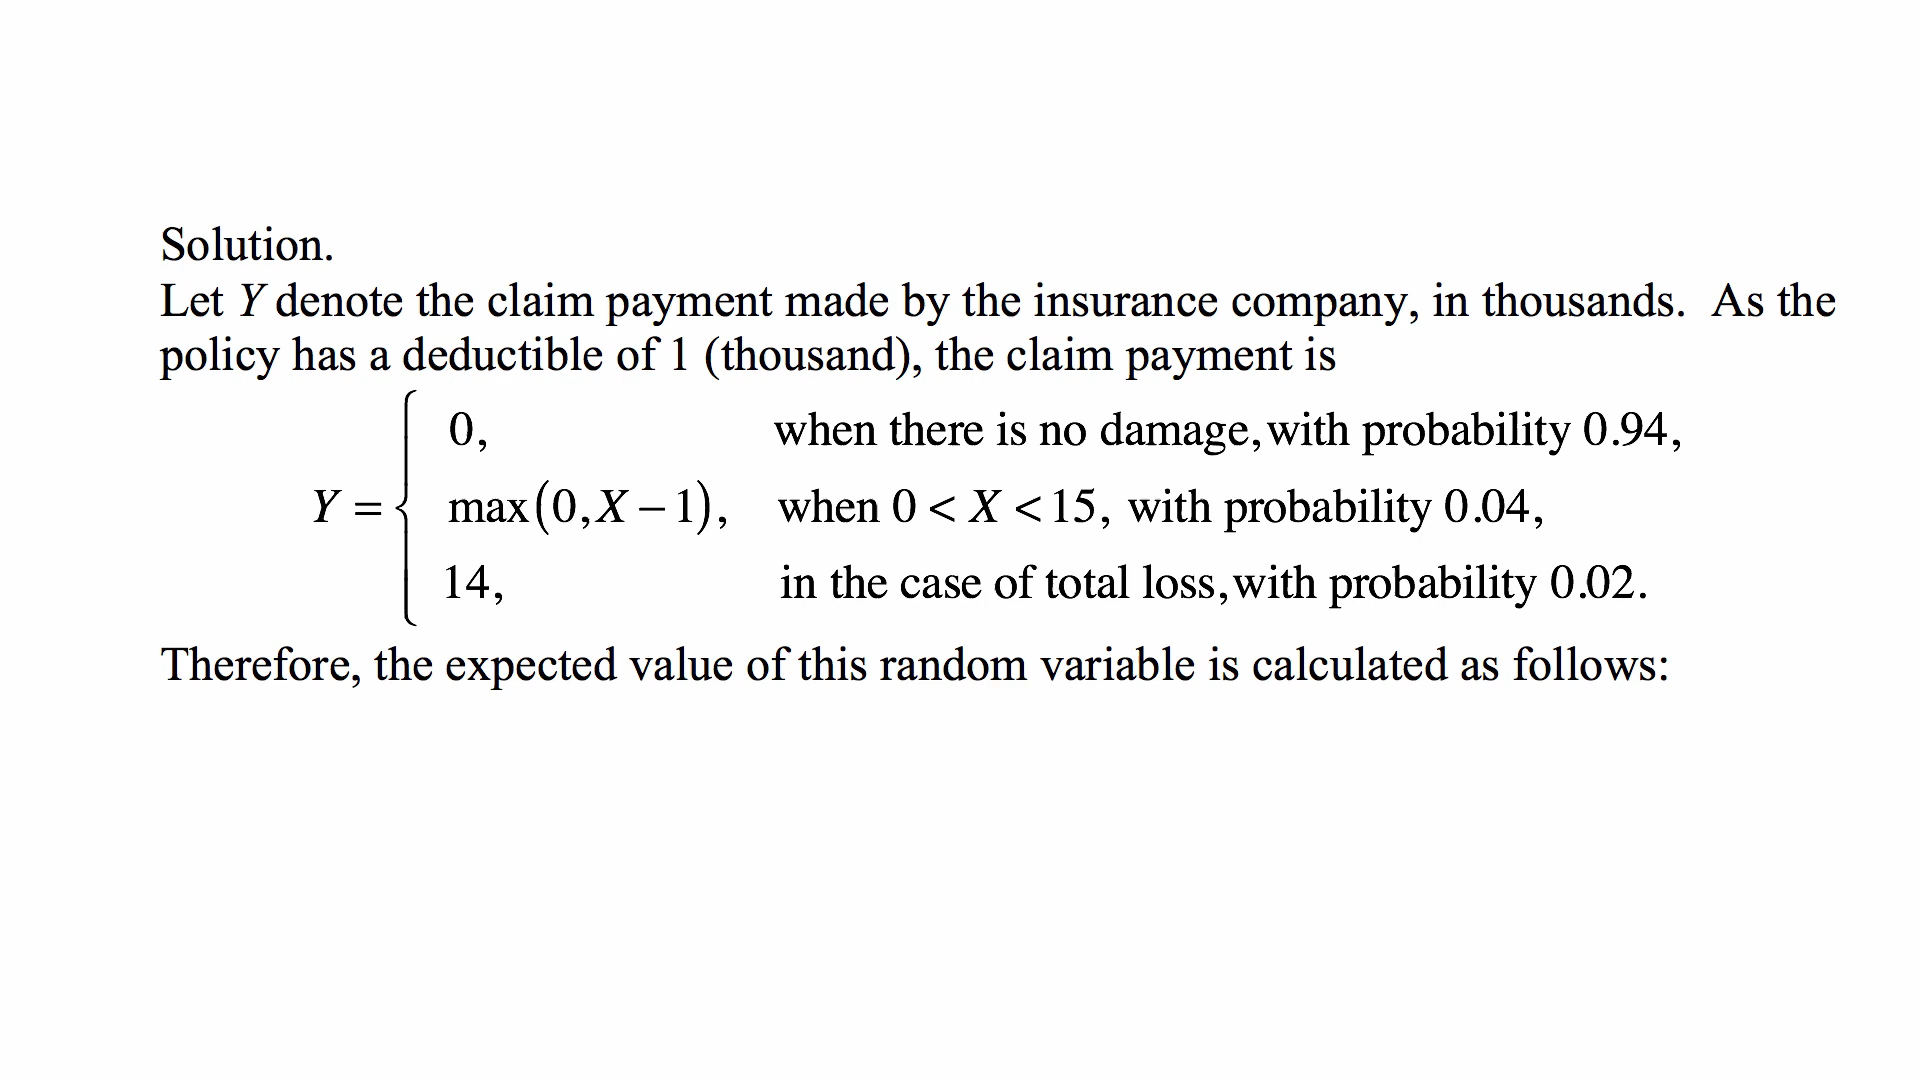 Solution.
Let Y denote the claim payment made by the insurance company, in thousands. As the
policy has a deductible of 1 (thousand), the claim payment is
0, when there is no damage, with probability 0.94,
Y = { max(0, X − 1), when 0 < X < 15, with probability 0.04,
14, in the case of total loss, with probability 0.02.
Therefore, the expected value of this random variable is calculated as follows: